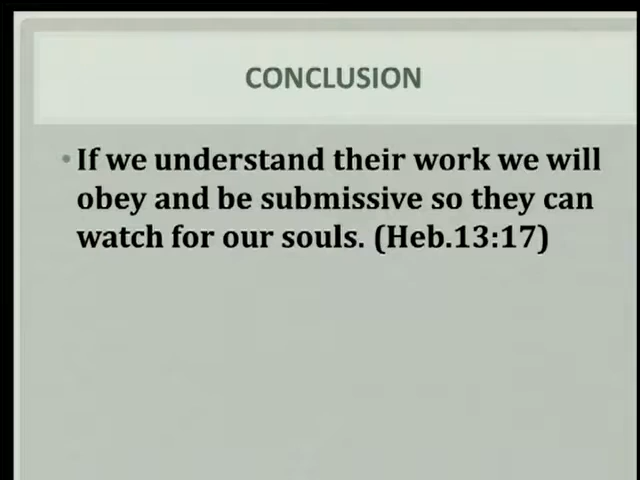 CONCLUSION
• If we understand their work we will
obey and be submissive so they can
watch for our souls. (Heb.13:17)